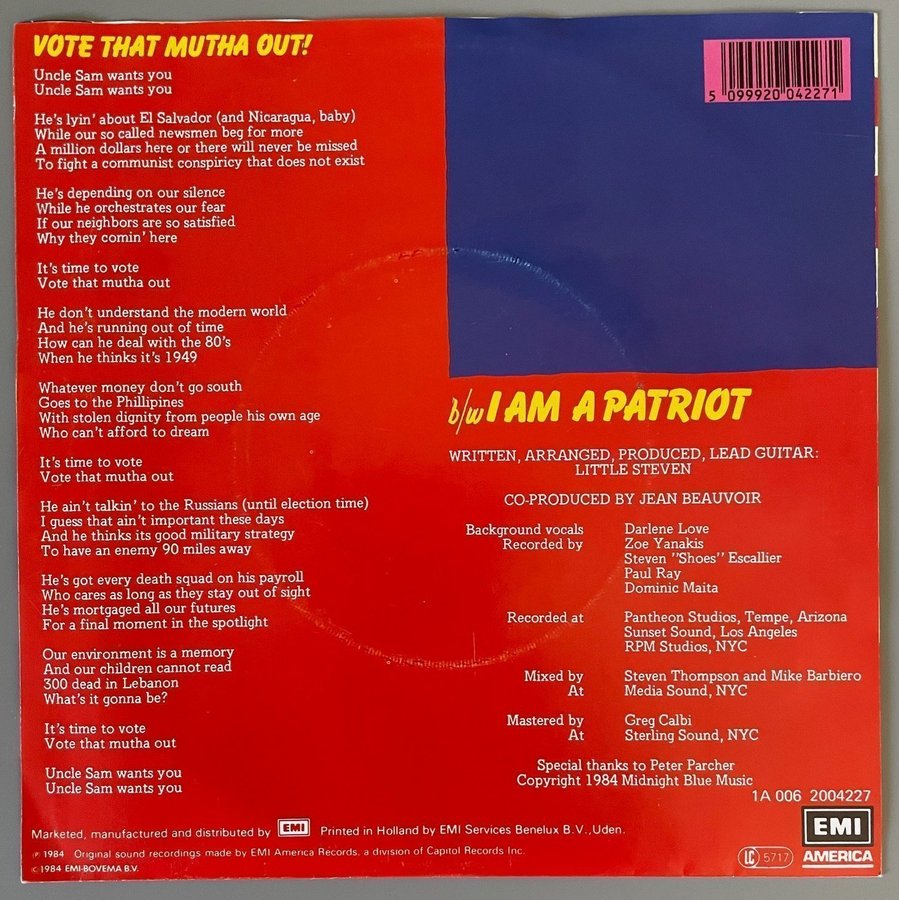 VOTE THAT MUTHA OUT!
Uncle Sam wants you
Uncle Sam wants you
He's lyin' about El Salvador (and Nicaragua, baby)
While our so called newsmen beg for more
A million dollars here or there will never be missed
To fight a communist conspiricy that does not exist
He's depending on our silence
While he orchestrates our fear
If our neighbors are so satisfied
Why they comin' here
It's time to vote
Vote that mutha out
He don't understand the modern world
And he's running out of time
How can he deal with the 80's
When he thinks it's 1949
Whatever money don't go south
Goes to the Phillipines
With stolen dignity from people his own age
Who can't afford to dream
It's time to vote
Vote that mutha out
He ain't talkin' to the Russians (until election time)
I guess that ain't important these days
And he thinks its good military strategy
To have an enemy 90 miles away
He's got every death squad on his payroll
Who cares as long as they stay out of sight
He's mortgaged all our futures
For a final moment in the spotlight
Our environment is a memory
And our children cannot read
300 dead in Lebanon
What's it gonna be?
It's time to vote
Vote that mutha out
Uncle Sam wants you
Uncle Sam wants you
5 099920 042271
b/w I AM A PATRIOT
WRITTEN, ARRANGED, PRODUCED, LEAD GUITAR:
LITTLE STEVEN
CO-PRODUCED BY JEAN BEAUVOIR
Background vocals Darlene Love
Recorded by Zoe Yanakis
Steven "Shoes" Escallier
Paul Ray
Dominic Maita
Recorded at Pantheon Studios, Tempe, Arizona
Sunset Sound, Los Angeles
RPM Studios, NYC
Mixed by Steven Thompson and Mike Barbiero
At Media Sound, NYC
Mastered by Greg Calbi
At Sterling Sound, NYC
Special thanks to Peter Parcher
Copyright 1984 Midnight Blue Music
1A 006 2004227
Marketed, manufactured and distributed by EMI Printed in Holland by EMI Services Benelux B.V., Uden.
℗ 1984 Original sound recordings made by EMI America Records, a division of Capitol Records Inc.
© 1984 EMI-BOVEMA B.V.
LC 5717
EMI
AMERICA